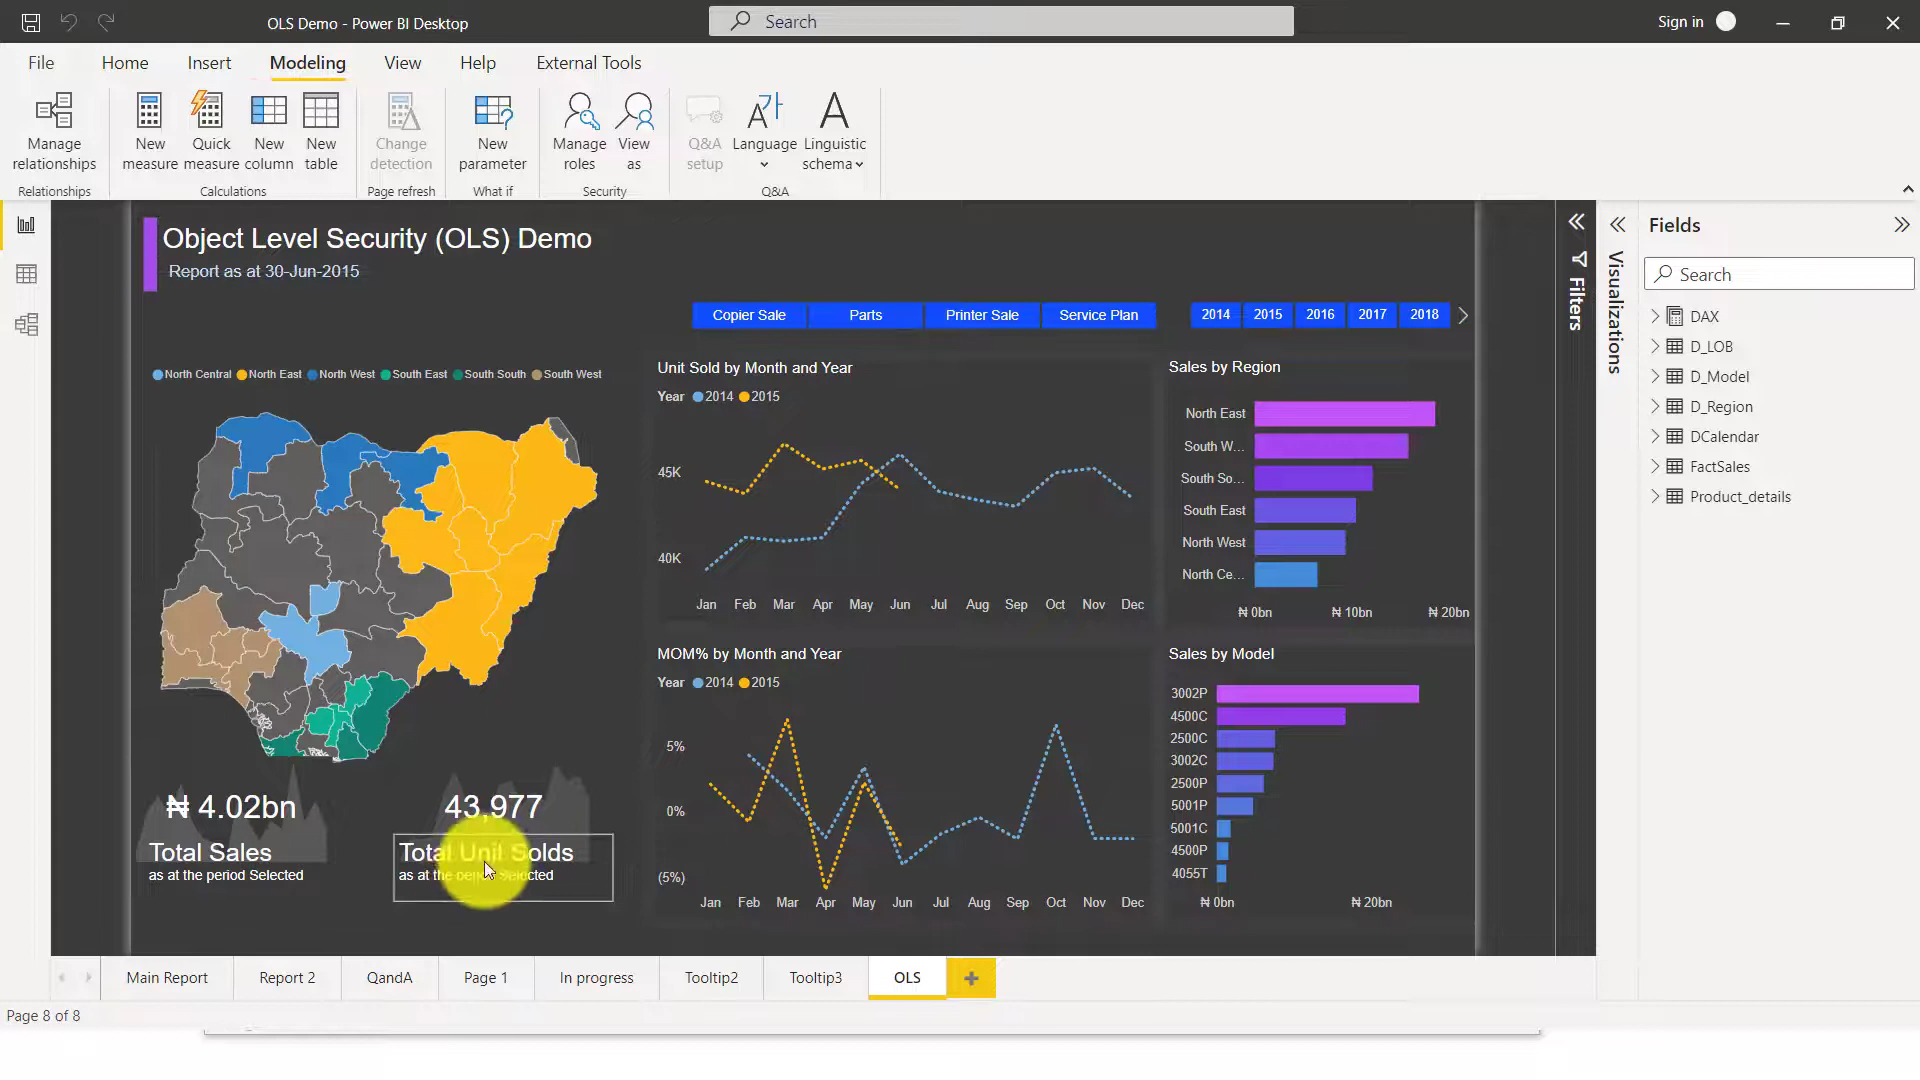 OLS Demo - Power BI Desktop
Search
Sign in
File Home Insert Modeling View Help External Tools
Manage relationships
New measure
Quick measure
New column
New table
Change detection
New parameter
Manage roles
View as
Q&A setup
Language
Linguistic schema
Relationships Calculations Page refresh What if Security Q&A
Object Level Security (OLS) Demo
Report as at 30-Jun-2015
Copier Sale Parts Printer Sale Service Plan
2014 2015 2016 2017 2018
North Central North East North West South East South South South West
Unit Sold by Month and Year
Year 2014 2015
45K
40K
Jan Feb Mar Apr May Jun Jul Aug Sep Oct Nov Dec
Sales by Region
North East
South W...
South So...
South East
North West
North Ce...
₦ 0bn ₦ 10bn ₦ 20bn
MOM% by Month and Year
Year 2014 2015
5%
0%
(5%)
Jan Feb Mar Apr May Jun Jul Aug Sep Oct Nov Dec
Sales by Model
3002P
4500C
2500C
3002C
2500P
5001P
5001C
4500P
4055T
₦ 0bn ₦ 20bn
₦ 4.02bn
Total Sales
as at the period Selected
43,977
Total Unil Solds
as at the period Selected
Filters
Visualizations
Fields
Search
DAX
D_LOB
D_Model
D_Region
DCalendar
FactSales
Product_details
Main Report Report 2 QandA Page 1 In progress Tooltip2 Tooltip3 OLS
Page 8 of 8